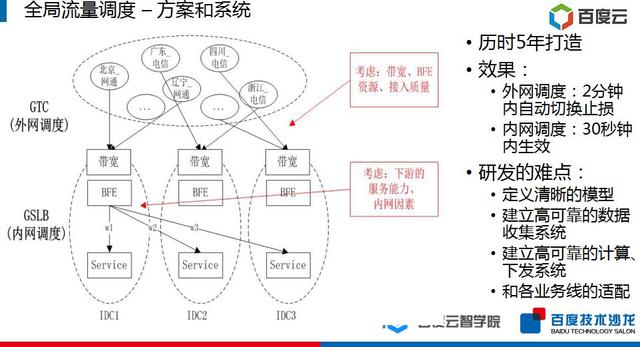 全局流量调度 – 方案和系统
百度云
北京_
网通
广东_
电信
四川_
电信
辽宁_
网通
浙江_
电信
...
...
GTC
(外网调度)
考虑：带宽、BFE
资源、接入质量
带宽
带宽
带宽
BFE
BFE
BFE
GSLB
(内网调度)
考虑：下游的
服务能力、
内网因素
w1
w2
w3
Service
Service
Service
IDC1
IDC2
IDC3
• 历时5年打造
• 效果：
• 外网调度：2分钟
内自动切换止损
• 内网调度：30秒钟
内生效
• 研发的难点：
• 定义清晰的模型
• 建立高可靠的数据
收集系统
• 建立高可靠的计算、
下发系统
• 和各业务线的适配
百度云智学院
百度技术沙龙
BAIDU TECHNOLOGY SALON